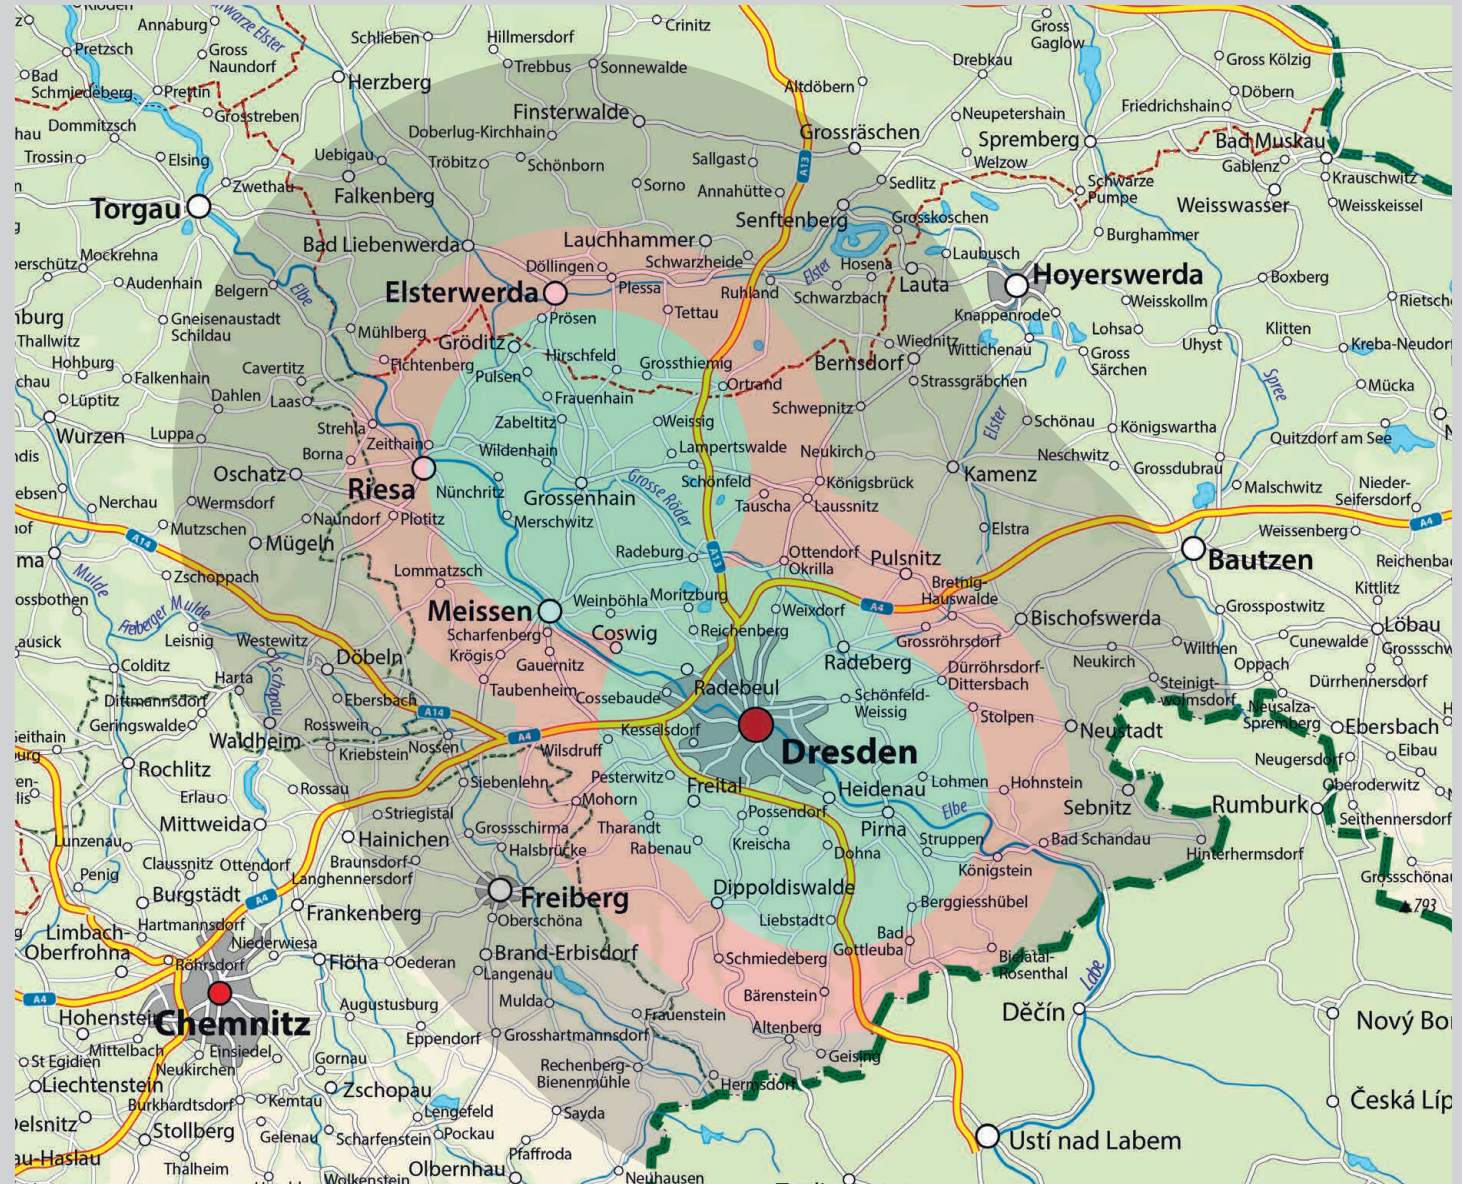 Annaburg
Schwarze Elster
Schlieben
Hillmersdorf
Crinitz
Gross
Gaglow
Pretzsch
Gross
Naundorf
Trebbus
Sonnewalde
Drebkau
Gross Kölzig
Bad
Schmiedeberg
Prettin
Herzberg
Altdöbern
Döbern
Friedrichshain
Grosstreben
Finsterwalde
Neupetershain
Dommitzsch
Doberlug-Kirchhain
Grossräschen
Spremberg
Bad Muskau
Trossin
Elsing
Uebigau
Tröbitz
Schönborn
Sallgast
A13
Welzow
Gablenz
Krauschwitz
Zwethau
Falkenberg
Sorno
Annahütte
Sedlitz
Schwarze
Pumpe
Weisswasser
Weisskeissel
Torgau
Senftenberg
Grosskoschen
Burghammer
Bad Liebenwerda
Lauchhammer
Mockrehna
Döllingen
Schwarzheide
Elster
Hosena
Laubusch
Hoyerswerda
Boxberg
Audenhain
Belgern
Elbe
Elsterwerda
Plessa
Ruhland
Schwarzbach
Lauta
Weisskollm
Gneisenaustadt
Schildau
Mühlberg
Prösen
Tettau
Knappenrode
Lohsa
Klitten
Thallwitz
Gröditz
Hirschfeld
Wiednitz
Wittichenau
Uhyst
Kreba-Neudorf
Hohburg
Cavertitz
Fichtenberg
Pulsen
Grossthiemig
Bernsdorf
Gross
Särchen
Falkenhain
Ortrand
Strassgräbchen
Spree
Mücka
Lüptitz
Dahlen
Laas
Frauenhain
Schwepnitz
Elster
Schönau
Königswartha
Wurzen
Luppa
Strehla
Zeithain
Zabeltitz
Weissig
Quitzdorf am See
Borna
Wildenhain
Lampertswalde
Neukirch
Neschwitz
Grossdubrau
Oschatz
Riesa
Nünchritz
Grossenhain
Grosse Röder
Schönfeld
Königsbrück
Kamenz
Malschwitz
Nieder-
Seifersdorf
Nerchau
Wermsdorf
Naundorf
Plotitz
Merschwitz
Tauscha
Laussnitz
Elstra
Weissenberg
A4
Mutzschen
A14
Mügeln
Radeburg
A13
Ottendorf
Okrilla
Pulsnitz
Bautzen
Mulde
Zschoppach
Lommatzsch
Meissen
Weinböhla
Moritzburg
Weixdorf
A4
Bretnig-
Hauswalde
Bischofswerda
Grosspostwitz
Kittlitz
Löbau
Freiberger Mulde
Leisnig
Westewitz
Scharfenberg
Coswig
Reichenberg
Grossröhrsdorf
Neukirch
Wilthen
Cunewalde
Oppach
Colditz
Harta
Döbeln
Krögis
Gauernitz
Radeberg
Dürröhrsdorf-
Dittersbach
Steinigt-
wolmsdorf
Dürrhennersdorf
Zschopau
Taubenheim
Cossebaude
Radebeul
Schönfeld-
Weissig
Neusalza-
Spremberg
Dittmannsdorf
Geringswalde
Ebersbach
A14
Rosswein
Stolpen
Neustadt
Ebersbach
Waldheim
Kriebstein
Nossen
A4
Wilsdruff
Kesselsdorf
Dresden
Neugersdorf
Eibau
Rochlitz
Siebenlehn
Pesterwitz
Freital
Heidenau
Lohmen
Hohnstein
Sebnitz
Oberoderwitz
Erlau
Rossau
Mohorn
Possendorf
Elbe
Rumburk
Seithennersdorf
Mittweida
Striegistal
Tharandt
Pirna
Struppen
Bad Schandau
Lunzenau
Hainichen
Grossschirma
Halsbrücke
Rabenau
Kreischa
Dohna
Königstein
Hinterhermsdorf
Penig
Claussnitz
Ottendorf
Braunsdorf-
Langhennersdorf
Burgstädt
A4
Freiberg
Dippoldiswalde
Berggiesshübel
793
Hartmannsdorf
Frankenberg
Oberschöna
Liebstadt
Limbach-
Oberfrohna
Niederwiesa
Bad
Gottleuba
Röhrsdorf
Flöha
Oederan
Brand-Erbisdorf
Schmiedeberg
Bielatal-
Rosenthal
Langenau
Labe
A4
Augustusburg
Mulda
Frauenstein
Bärenstein
Děčín
Chemnitz
Eppendorf
Grosshartmannsdorf
Altenberg
Mittelbach
Einsiedel
Neukirchen
Gornau
Rechenberg-
Bienenmühle
Geising
St Egidien
Liechtenstein
Zschopau
Hermsdorf
Burkhardtsdorf
Kemtau
Lengefeld
Sayda
Stollberg
Gelenau
Scharfenstein
Pockau
Pfaffroda
Ustí nad Labem
Thalheim
Wolkenstein
Olbernhau
Neuhausen